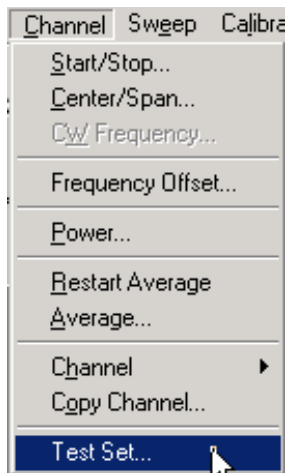 Channel Sweep Calibra
Start/Stop...
Center/Span...
CW Frequency...
Frequency Offset...
Power...
Restart Average
Average...
Channel
Copy Channel...
Test Set...